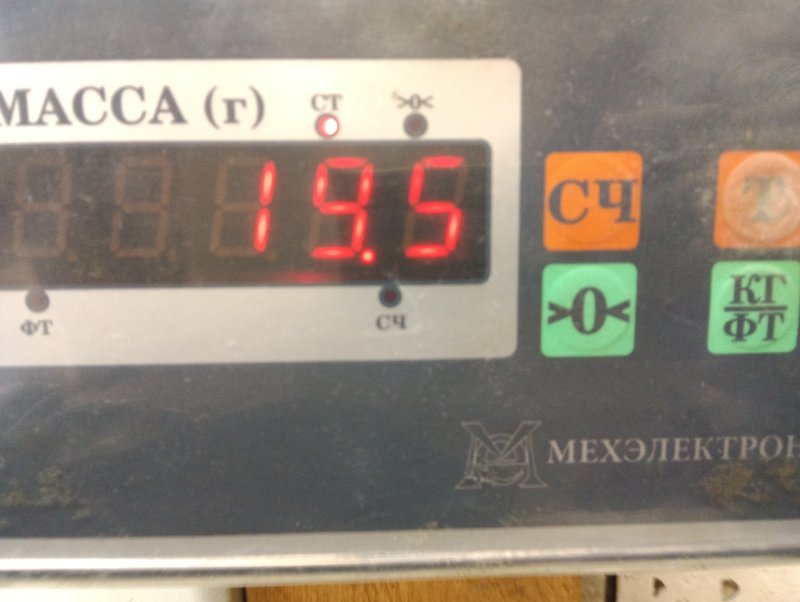 МАССА (г)
СТ
>0<
19.5
СЧ
Т
ФТ
СЧ
>0<
КГ
ФТ
МЕХЭЛЕКТРОН